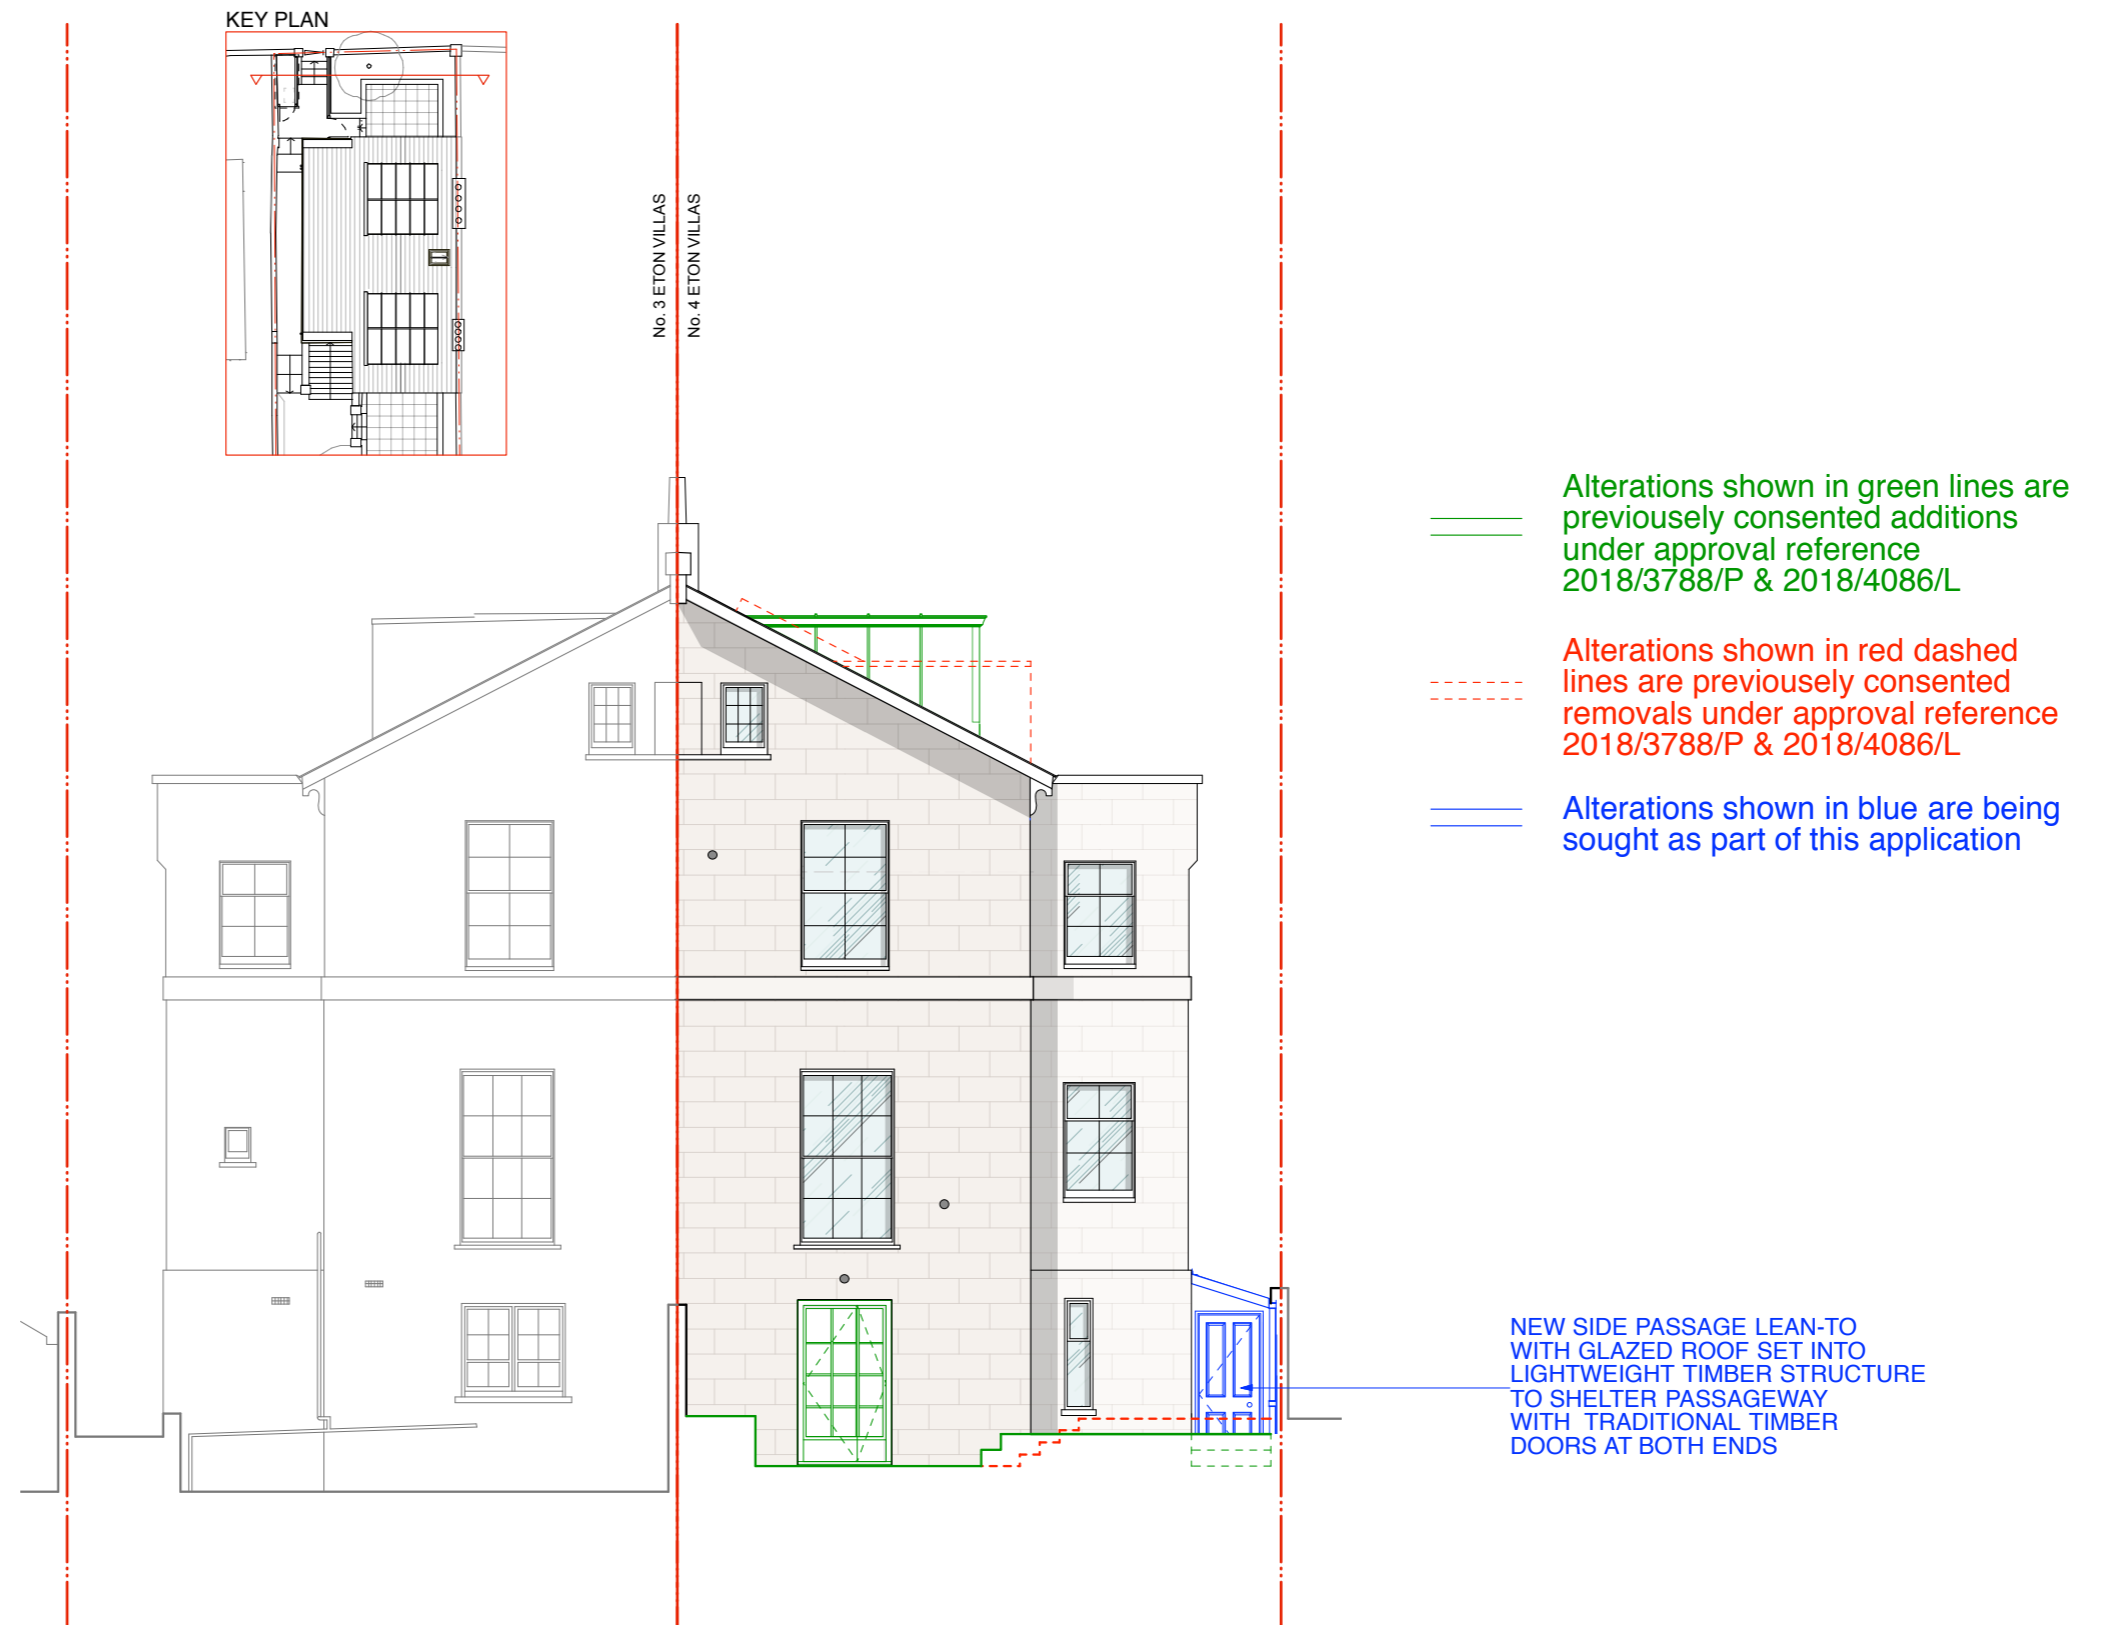 KEY PLAN
No. 3 ETON VILLAS
No. 4 ETON VILLAS
Alterations shown in green lines are
previousely consented additions
under approval reference
2018/3788/P & 2018/4086/L
Alterations shown in red dashed
lines are previousely consented
removals under approval reference
2018/3788/P & 2018/4086/L
Alterations shown in blue are being
sought as part of this application
NEW SIDE PASSAGE LEAN-TO
WITH GLAZED ROOF SET INTO
LIGHTWEIGHT TIMBER STRUCTURE
TO SHELTER PASSAGEWAY
WITH TRADITIONAL TIMBER
DOORS AT BOTH ENDS